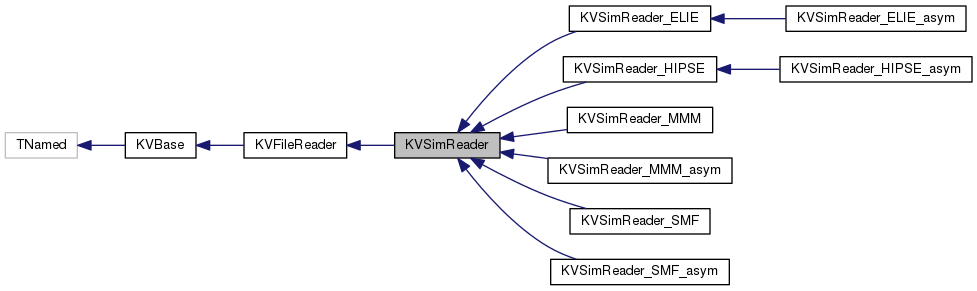 TNamed
KVBase
KVFileReader
KVSimReader
KVSimReader_ELIE
KVSimReader_ELIE_asym
KVSimReader_HIPSE
KVSimReader_HIPSE_asym
KVSimReader_MMM
KVSimReader_MMM_asym
KVSimReader_SMF
KVSimReader_SMF_asym